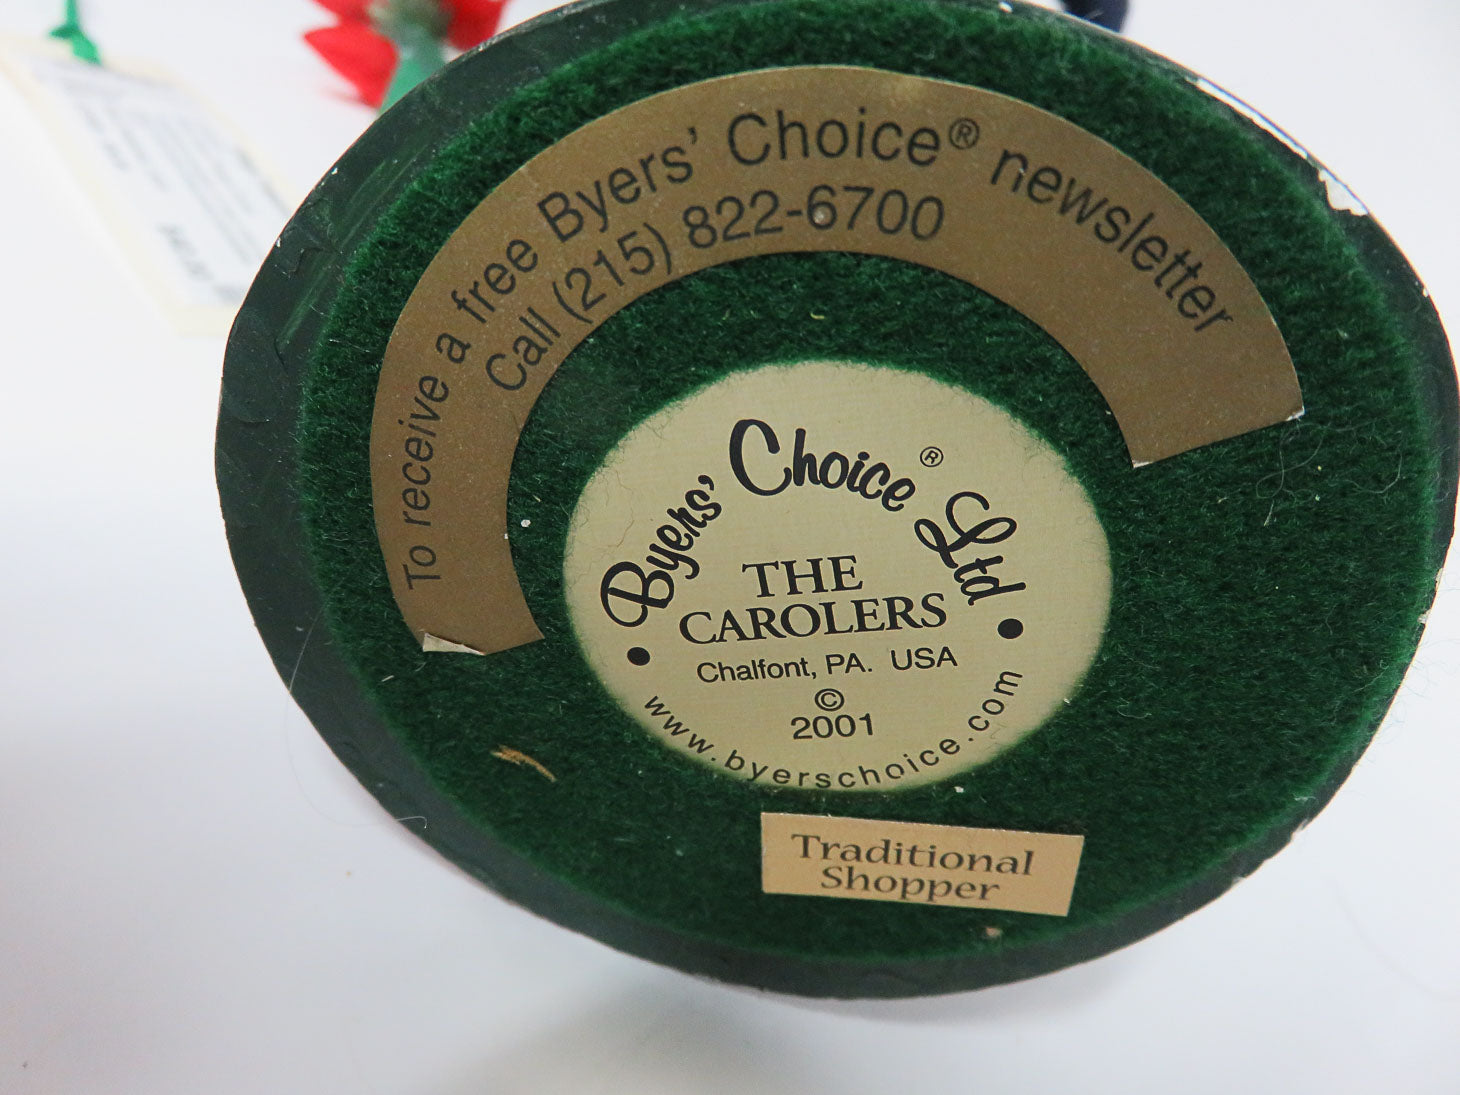 To receive a free Byers' Choice® newsletter
Call (215) 822-6700
Byers' Choice® Ltd
THE
CAROLERS
Chalfont, PA. USA
©
2001
www.byerschoice.com
Traditional
Shopper